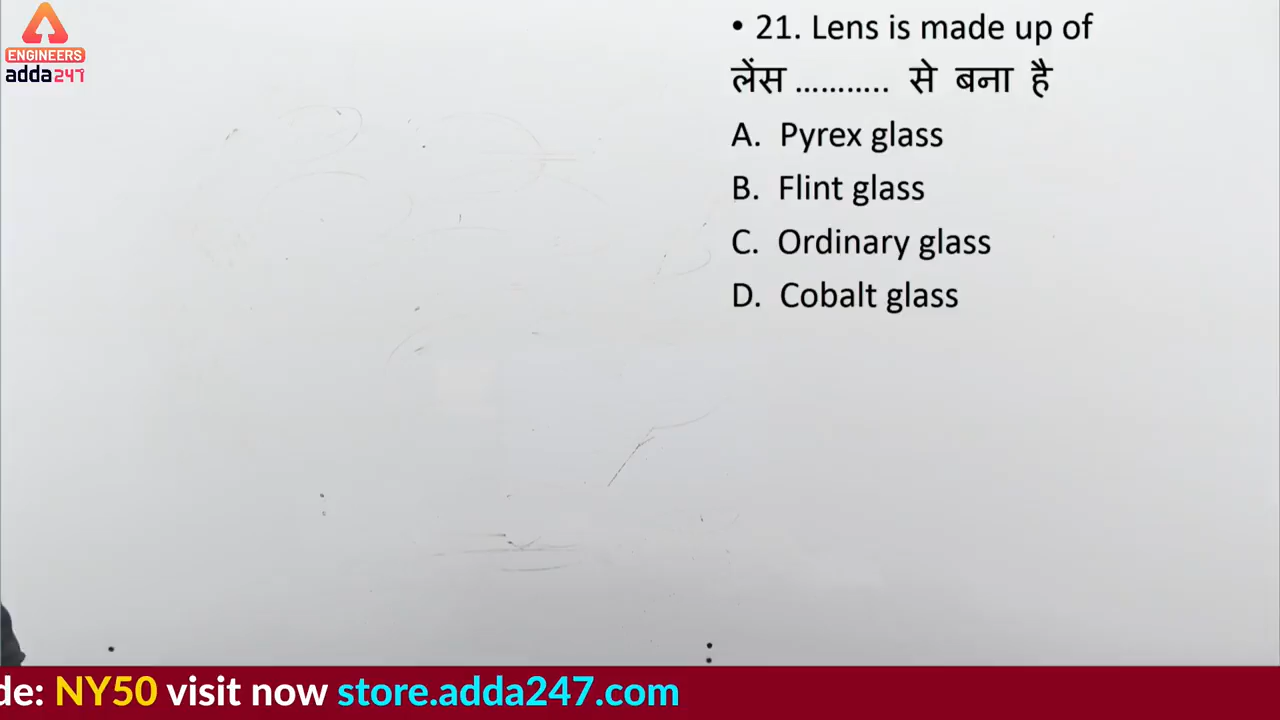 ENGINEERS
adda247
• 21. Lens is made up of
लेंस ……….. से बना है
A. Pyrex glass
B. Flint glass
C. Ordinary glass
D. Cobalt glass
de: NY50 visit now store.adda247.com